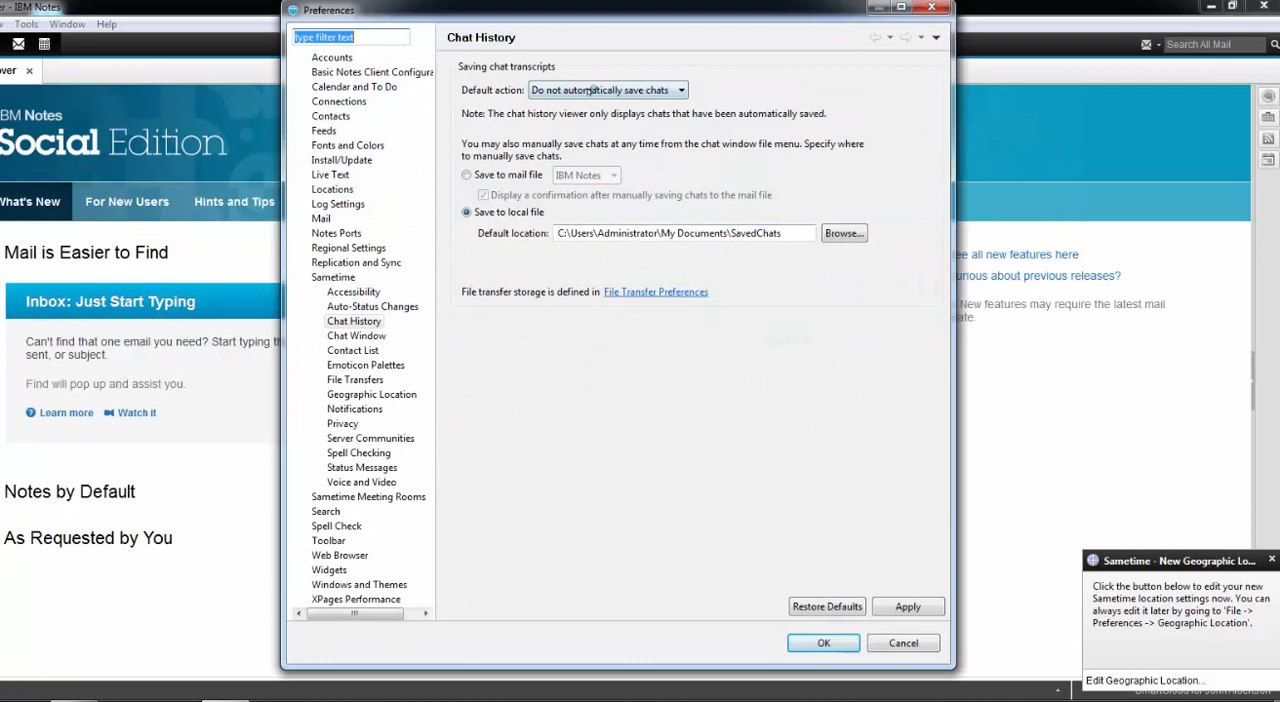 er - IBM Notes
Tools Window Help
Search All Mail
over ×
IBM Notes
Social Edition
What's New For New Users Hints and Tips
Mail is Easier to Find
Inbox: Just Start Typing
Can't find that one email you need? Start typing th
sent, or subject.
Find will pop up and assist you.
Learn more Watch it
Notes by Default
As Requested by You
Preferences
type filter text
Accounts
Basic Notes Client Configura
Calendar and To Do
Connections
Contacts
Feeds
Fonts and Colors
Install/Update
Live Text
Locations
Log Settings
Mail
Notes Ports
Regional Settings
Replication and Sync
Sametime
Accessibility
Auto-Status Changes
Chat History
Chat Window
Contact List
Emoticon Palettes
File Transfers
Geographic Location
Notifications
Privacy
Server Communities
Spell Checking
Status Messages
Voice and Video
Sametime Meeting Rooms
Search
Spell Check
Toolbar
Web Browser
Widgets
Windows and Themes
XPages Performance
Chat History
Saving chat transcripts
Default action: Do not automatically save chats
Note: The chat history viewer only displays chats that have been automatically saved.
You may also manually save chats at any time from the chat window file menu. Specify where
to manually save chats.
Save to mail file IBM Notes
Display a confirmation after manually saving chats to the mail file
Save to local file
Default location: C:\Users\Administrator\My Documents\SavedChats Browse...
File transfer storage is defined in File Transfer Preferences
Restore Defaults Apply
OK Cancel
ee all new features here
urious about previous releases?
New features may require the latest mail
ate.
Sametime - New Geographic Lo... ×
Click the button below to edit your new
Sametime location settings now. You can
always edit it later by going to 'File ->
Preferences -> Geographic Location'.
Edit Geographic Location...